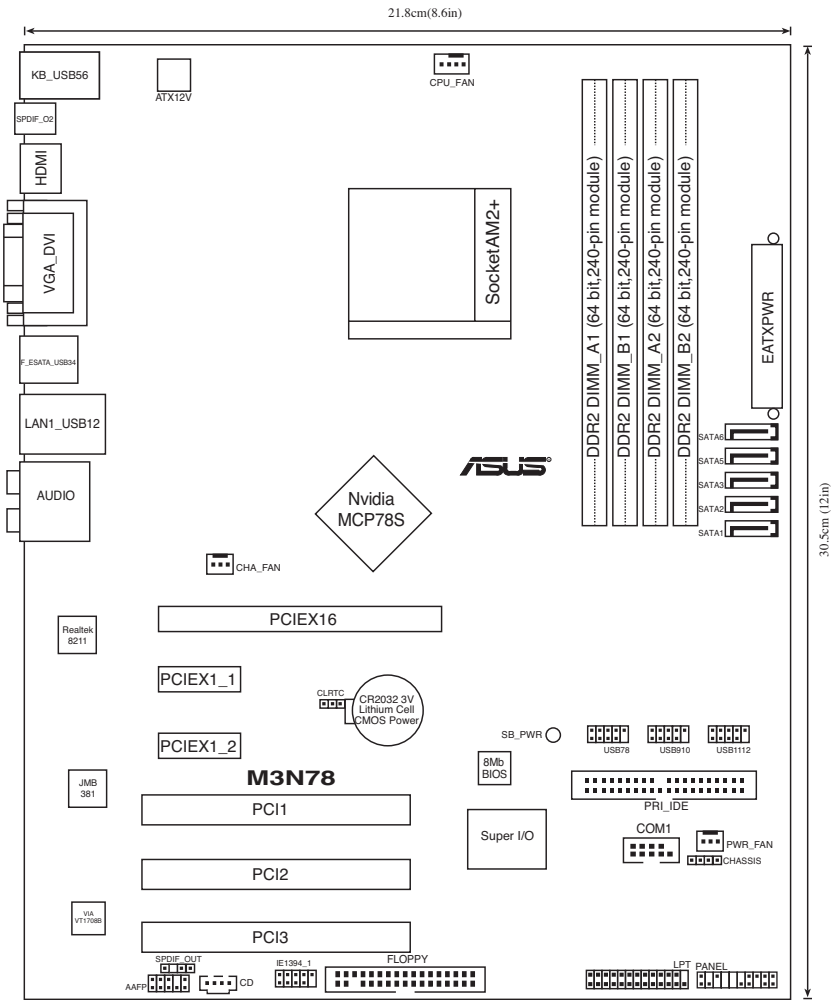 21.8cm(8.6in)
KB_USB56
ATX12V
CPU_FAN
SPDIF_O2
HDMI
VGA_DVI
F_ESATA_USB34
LAN1_USB12
AUDIO
SocketAM2+
DDR2 DIMM_A1 (64 bit,240-pin module)
DDR2 DIMM_B1 (64 bit,240-pin module)
DDR2 DIMM_A2 (64 bit,240-pin module)
DDR2 DIMM_B2 (64 bit,240-pin module)
EATXPWR
SATA6
SATA5
SATA3
SATA2
SATA1
30.5cm (12in)
ASUS
Nvidia
MCP78S
CHA_FAN
Realtek
8211
PCIEX16
PCIEX1_1
CLRTC
CR2032 3V
Lithium Cell
CMOS Power
PCIEX1_2
SB_PWR
USB78
USB910
USB1112
8Mb
BIOS
M3N78
JMB
381
PCI1
PRI_IDE
Super I/O
COM1
PWR_FAN
CHASSIS
PCI2
VIA
VT1708B
PCI3
SPDIF_OUT
AAFP
CD
IE1394_1
FLOPPY
LPT
PANEL